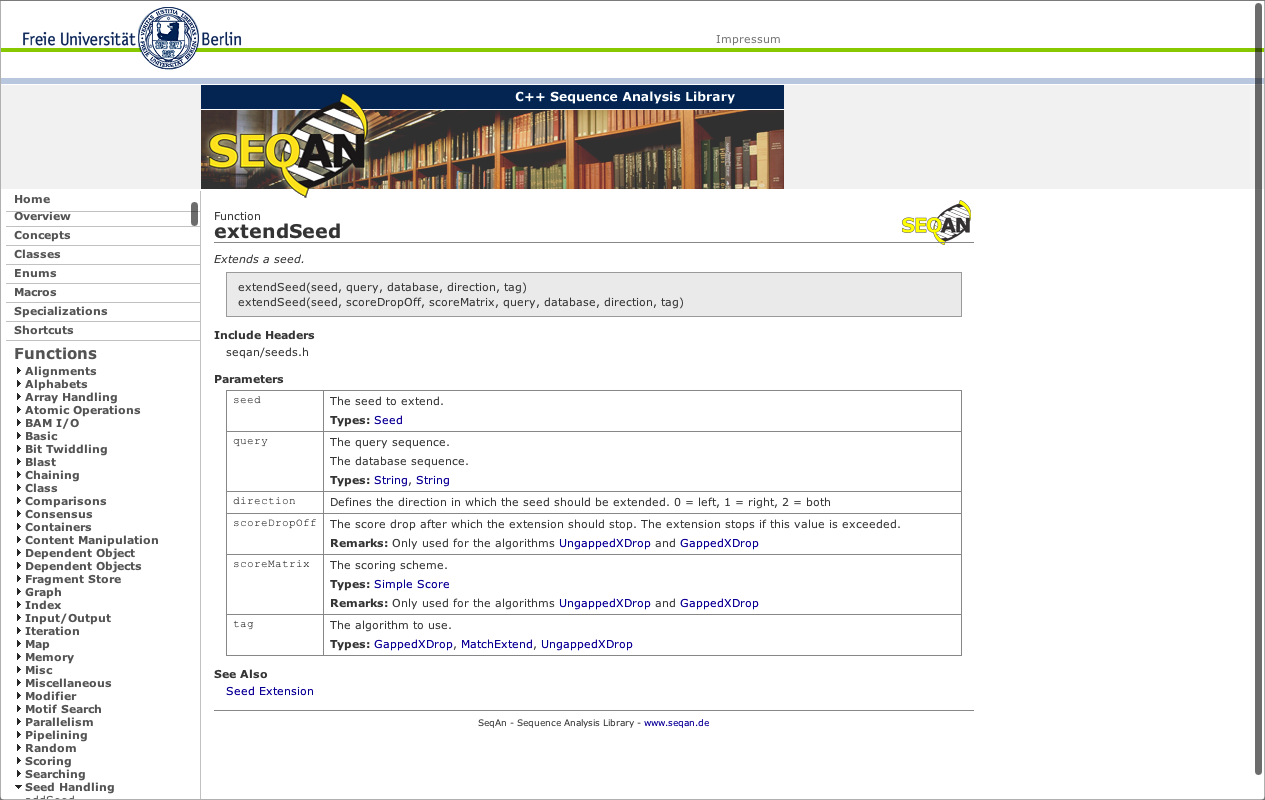 Freie Universität Berlin
Impressum
C++ Sequence Analysis Library
SEQAN
Home
Overview
Concepts
Classes
Enums
Macros
Specializations
Shortcuts
Functions
Alignments
Alphabets
Array Handling
Atomic Operations
BAM I/O
Basic
Bit Twiddling
Blast
Chaining
Class
Comparisons
Consensus
Containers
Content Manipulation
Dependent Object
Dependent Objects
Fragment Store
Graph
Index
Input/Output
Iteration
Map
Memory
Misc
Miscellaneous
Modifier
Motif Search
Parallelism
Pipelining
Random
Scoring
Searching
Seed Handling
addSeed
Function
SEQAN
extendSeed
Extends a seed.
extendSeed(seed, query, database, direction, tag)
extendSeed(seed, scoreDropOff, scoreMatrix, query, database, direction, tag)
Include Headers
seqan/seeds.h
Parameters
seed The seed to extend.
Types: Seed
query The query sequence.
The database sequence.
Types: String, String
direction Defines the direction in which the seed should be extended. 0 = left, 1 = right, 2 = both
scoreDropOff The score drop after which the extension should stop. The extension stops if this value is exceeded.
Remarks: Only used for the algorithms UngappedXDrop and GappedXDrop
scoreMatrix The scoring scheme.
Types: Simple Score
Remarks: Only used for the algorithms UngappedXDrop and GappedXDrop
tag The algorithm to use.
Types: GappedXDrop, MatchExtend, UngappedXDrop
See Also
Seed Extension
SeqAn - Sequence Analysis Library - www.seqan.de